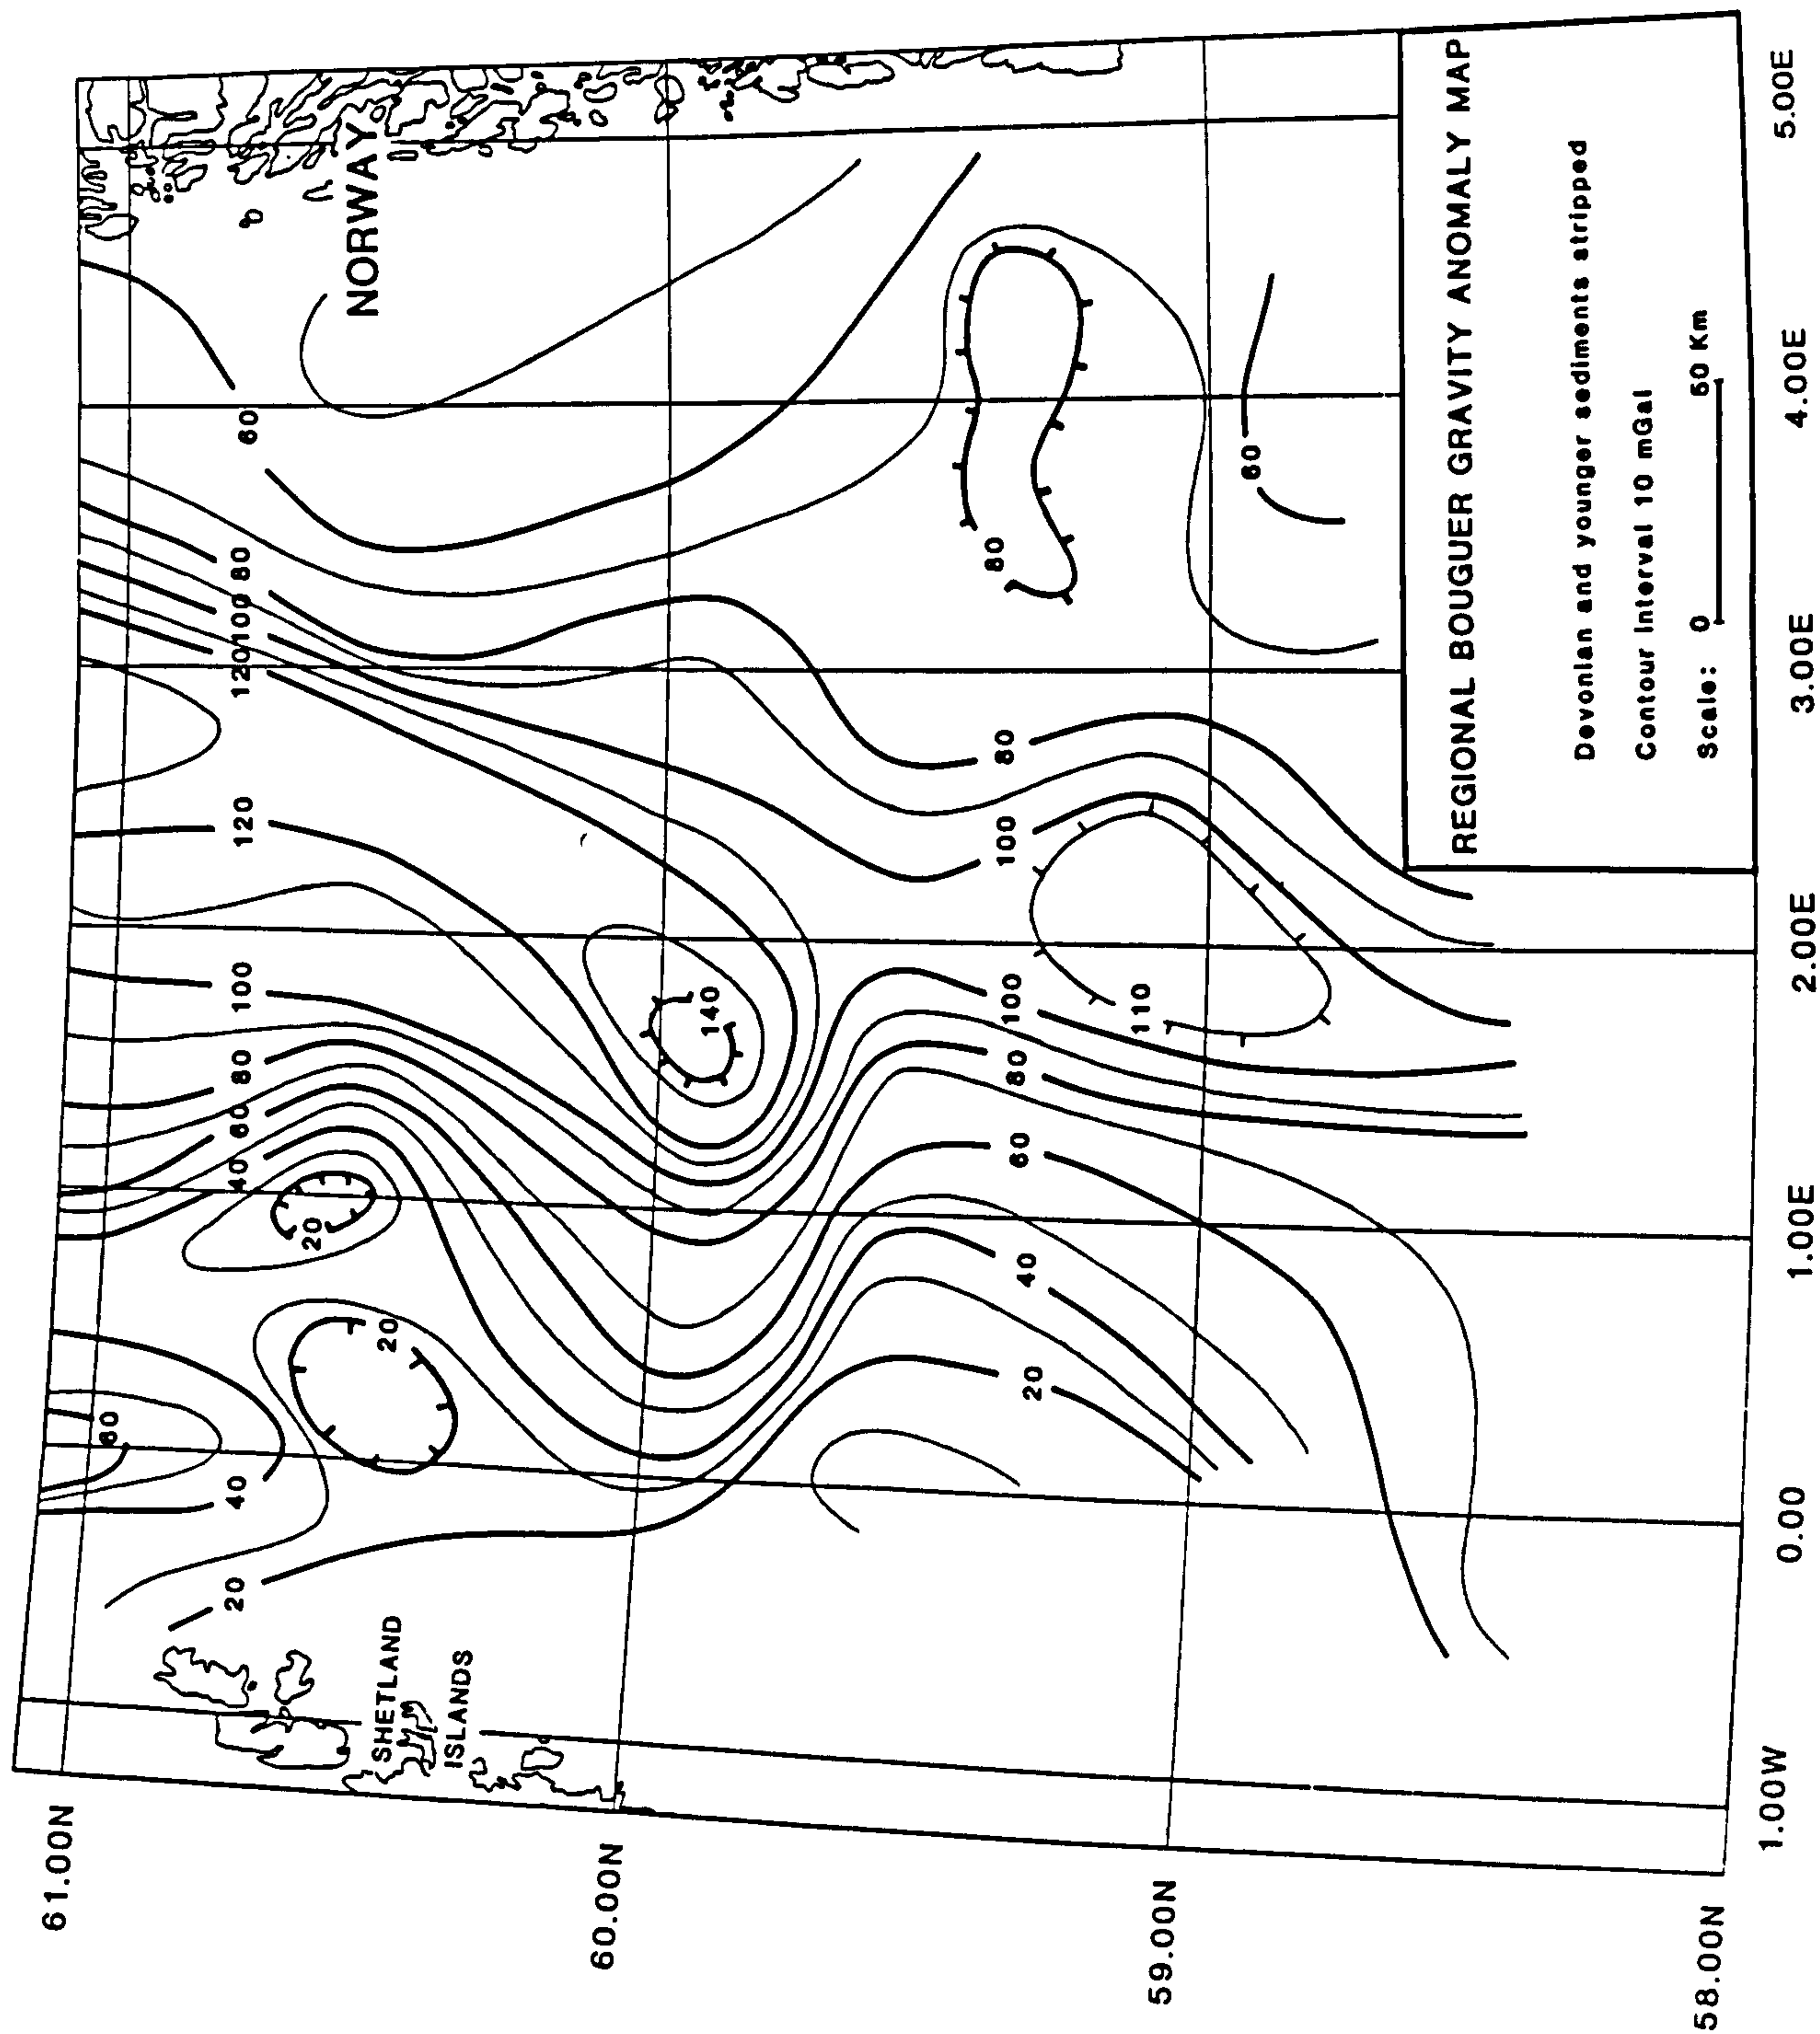 NORWAY
60
80
100
120
120
100
80
60
40
20
20
60
40
20
140
80
60
80
100
110
100
80
60
40
20
SHETLAND
ISLANDS
REGIONAL BOUGUER GRAVITY ANOMALY MAP
Devonian and younger sediments stripped
Contour Interval 10 mGal
Scale: 0 50 Km
61.00N
60.00N
59.00N
58.00N
1.00W
0.00
1.00E
2.00E
3.00E
4.00E
5.00E